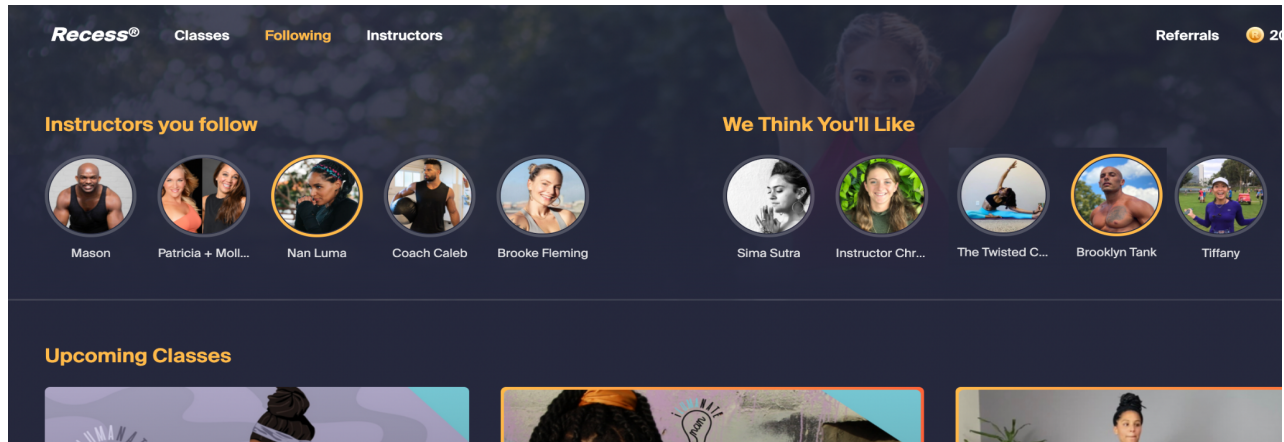 Recess® Classes Following Instructors Referrals 20
Instructors you follow
Mason Patricia + Moll... Nan Luma Coach Caleb Brooke Fleming
We Think You'll Like
Sima Sutra Instructor Chr... The Twisted C... Brooklyn Tank Tiffany
Upcoming Classes